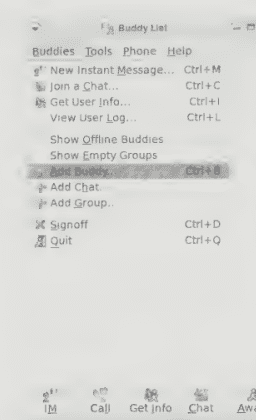 Buddy List
Buddies Tools Phone Help
New Instant Message... Ctrl+M
Join a Chat... Ctrl+C
Get User Info... Ctrl+I
View User Log... Ctrl+L
Show Offline Buddies
Show Empty Groups
Add Buddy... Ctrl+B
Add Chat..
Add Group..
Signoff Ctrl+D
Quit Ctrl+Q
IM Call Get Info Chat Awa